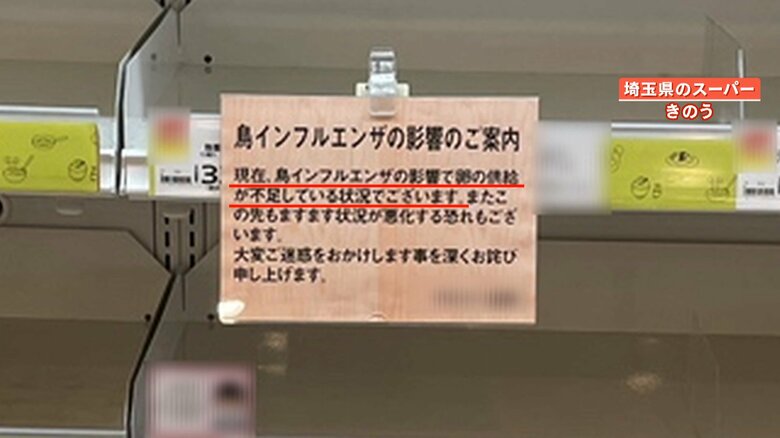 埼玉県のスーパー
きのう
鳥インフルエンザの影響のご案内
現在、鳥インフルエンザの影響で卵の供給
が不足している状況でございます。またこ
の先もますます状況が悪化する恐れもござ
います。
大変ご迷惑をおかけします事を深くお詫び
申し上げます。